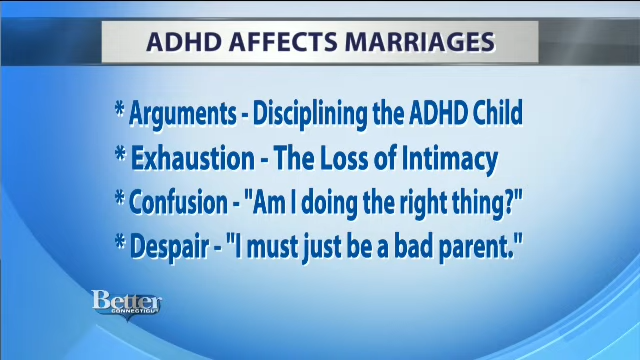 ADHD AFFECTS MARRIAGES
* Arguments - Disciplining the ADHD Child
* Exhaustion - The Loss of Intimacy
* Confusion - "Am I doing the right thing?"
* Despair - "I must just be a bad parent."
Better
CONNECTICUT